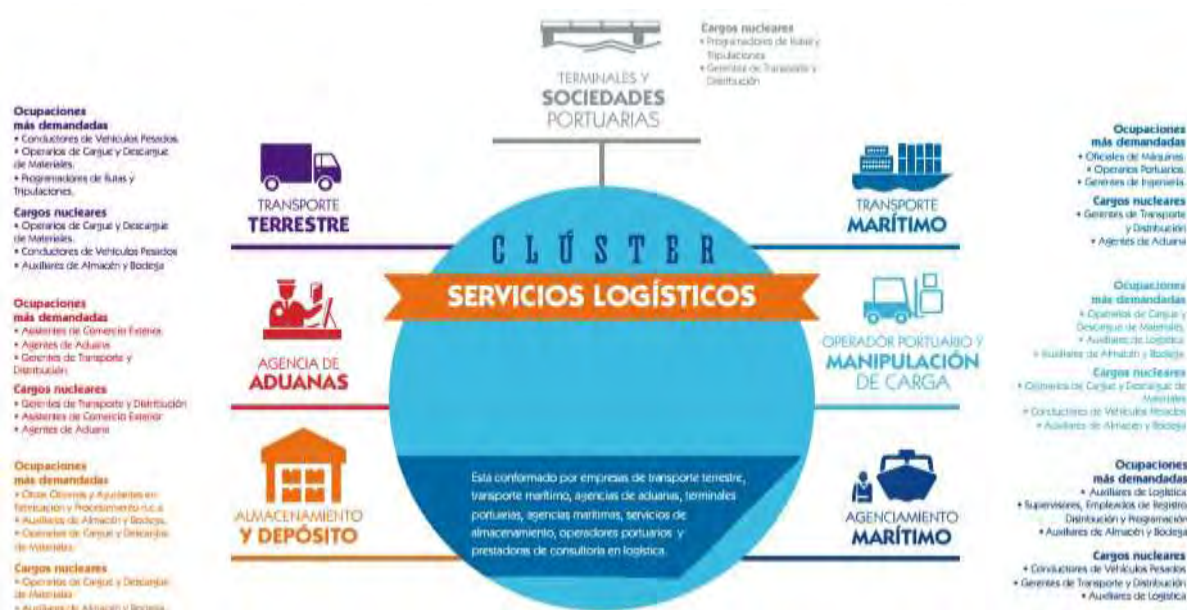 TERMINALES Y
SOCIEDADES
PORTUARIAS
Cargos nucleares
• Programadores de Rutas y
Tripulaciones
• Gerentes de Transporte y
Distribución
Ocupaciones
más demandadas
• Conductores de Vehículos Pesados.
• Operarios de Cargue y Descargue
de Materiales.
• Programadores de Rutas y
Tripulaciones.
Cargos nucleares
• Operarios de Cargue y Descargue
de Materiales.
• Conductores de Vehículos Pesados
• Auxiliares de Almacén y Bodega
TRANSPORTE
TERRESTRE
Ocupaciones
más demandadas
• Asistentes de Comercio Exterior.
• Agentes de Aduana
• Gerentes de Transporte y
Distribución
Cargos nucleares
• Gerentes de Transporte y Distribución
• Asistentes de Comercio Exterior
• Agentes de Aduana
AGENCIA DE
ADUANAS
Ocupaciones
más demandadas
• Otros Obreros y Ayudantes en
Fabricación y Procesamiento n.c.a
• Auxiliares de Almacén y Bodega.
• Operarios de Cargue y Descargue
de Materiales.
Cargos nucleares
• Operarios de Cargue y Descargue
de Materiales
• Auxiliares de Almacén y Bodega
ALMACENAMIENTO
Y DEPÓSITO
CLÚSTER
SERVICIOS LOGÍSTICOS
Está conformado por empresas de transporte terrestre,
transporte marítimo, agencias de aduanas, terminales
portuarias, agencias marítimas, servicios de
almacenamiento, operadores portuarios y
prestadores de consultoría en logística.
TRANSPORTE
MARÍTIMO
Ocupaciones
más demandadas
• Oficiales de Máquinas.
• Operarios Portuarios.
• Gerentes de Ingeniería.
Cargos nucleares
• Gerentes de Transporte
y Distribución
• Agentes de Aduana
OPERADOR PORTUARIO Y
MANIPULACIÓN
DE CARGA
Ocupaciones
más demandadas
• Operarios de Cargue y
Descargue de Materiales.
• Auxiliares de Logística.
• Auxiliares de Almacén y Bodega.
Cargos nucleares
• Operarios de Cargue y Descargue de
Materiales
• Conductores de Vehículos Pesados
• Auxiliares de Almacén y Bodega
AGENCIAMIENTO
MARÍTIMO
Ocupaciones
más demandadas
• Auxiliares de Logística
• Supervisores, Empleados de Registro
Distribución y Programación
• Auxiliares de Almacén y Bodega
Cargos nucleares
• Conductores de Vehículos Pesados
• Gerentes de Transporte y Distribución
• Auxiliares de Logística